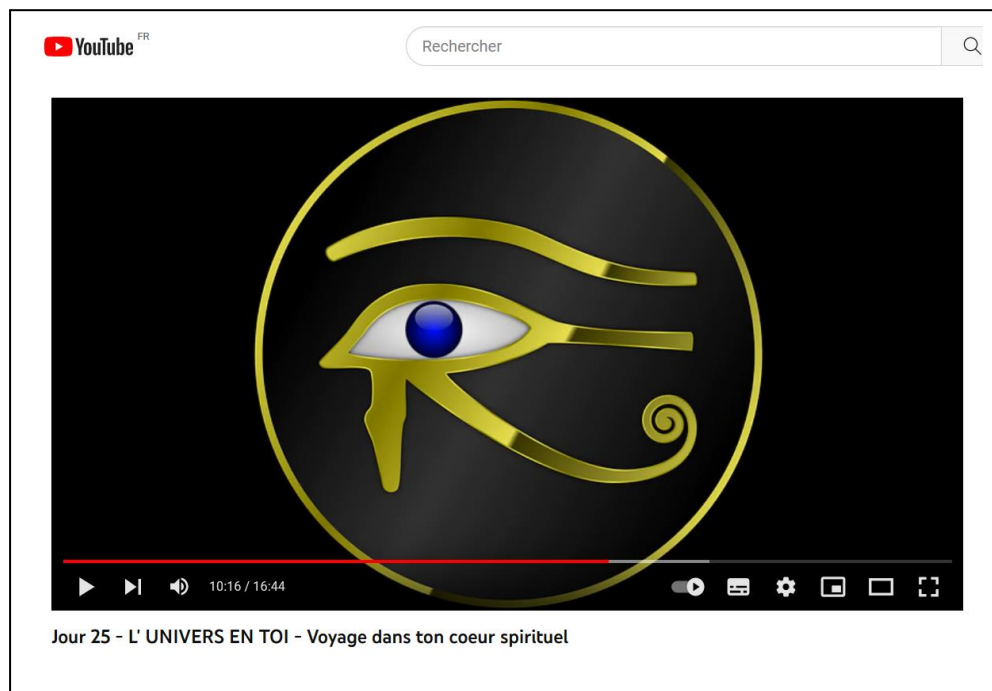 YouTube FR
Rechercher
10:16 / 16:44
Jour 25 - L' UNIVERS EN TOI - Voyage dans ton coeur spirituel